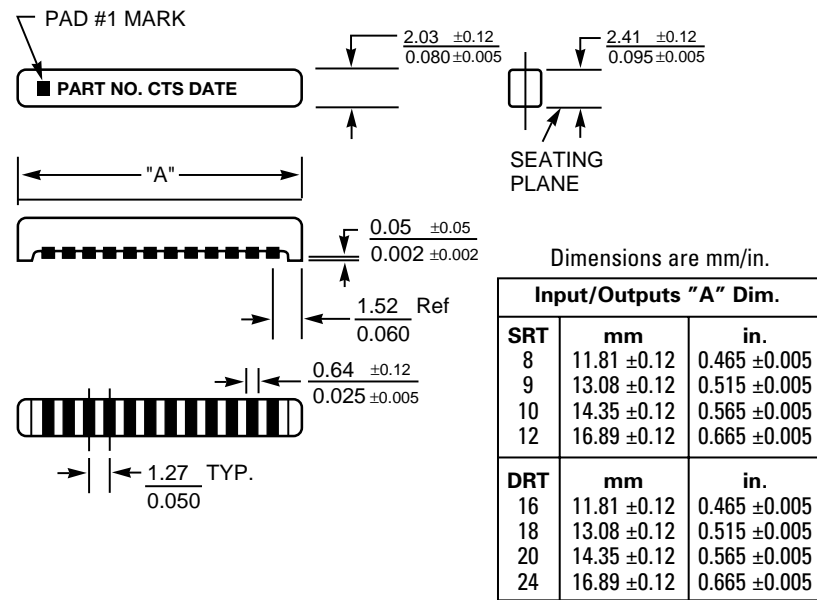 PAD #1 MARK
PART NO. CTS DATE
2.03 ±0.12
0.080 ±0.005
2.41 ±0.12
0.095 ±0.005
SEATING
PLANE
"A"
0.05 ±0.05
0.002 ±0.002
1.52 Ref
0.060
0.64 ±0.12
0.025 ±0.005
1.27 TYP.
0.050
Dimensions are mm/in.
Input/Outputs "A" Dim.
SRT mm in.
8 11.81 ±0.12 0.465 ±0.005
9 13.08 ±0.12 0.515 ±0.005
10 14.35 ±0.12 0.565 ±0.005
12 16.89 ±0.12 0.665 ±0.005
DRT mm in.
16 11.81 ±0.12 0.465 ±0.005
18 13.08 ±0.12 0.515 ±0.005
20 14.35 ±0.12 0.565 ±0.005
24 16.89 ±0.12 0.665 ±0.005